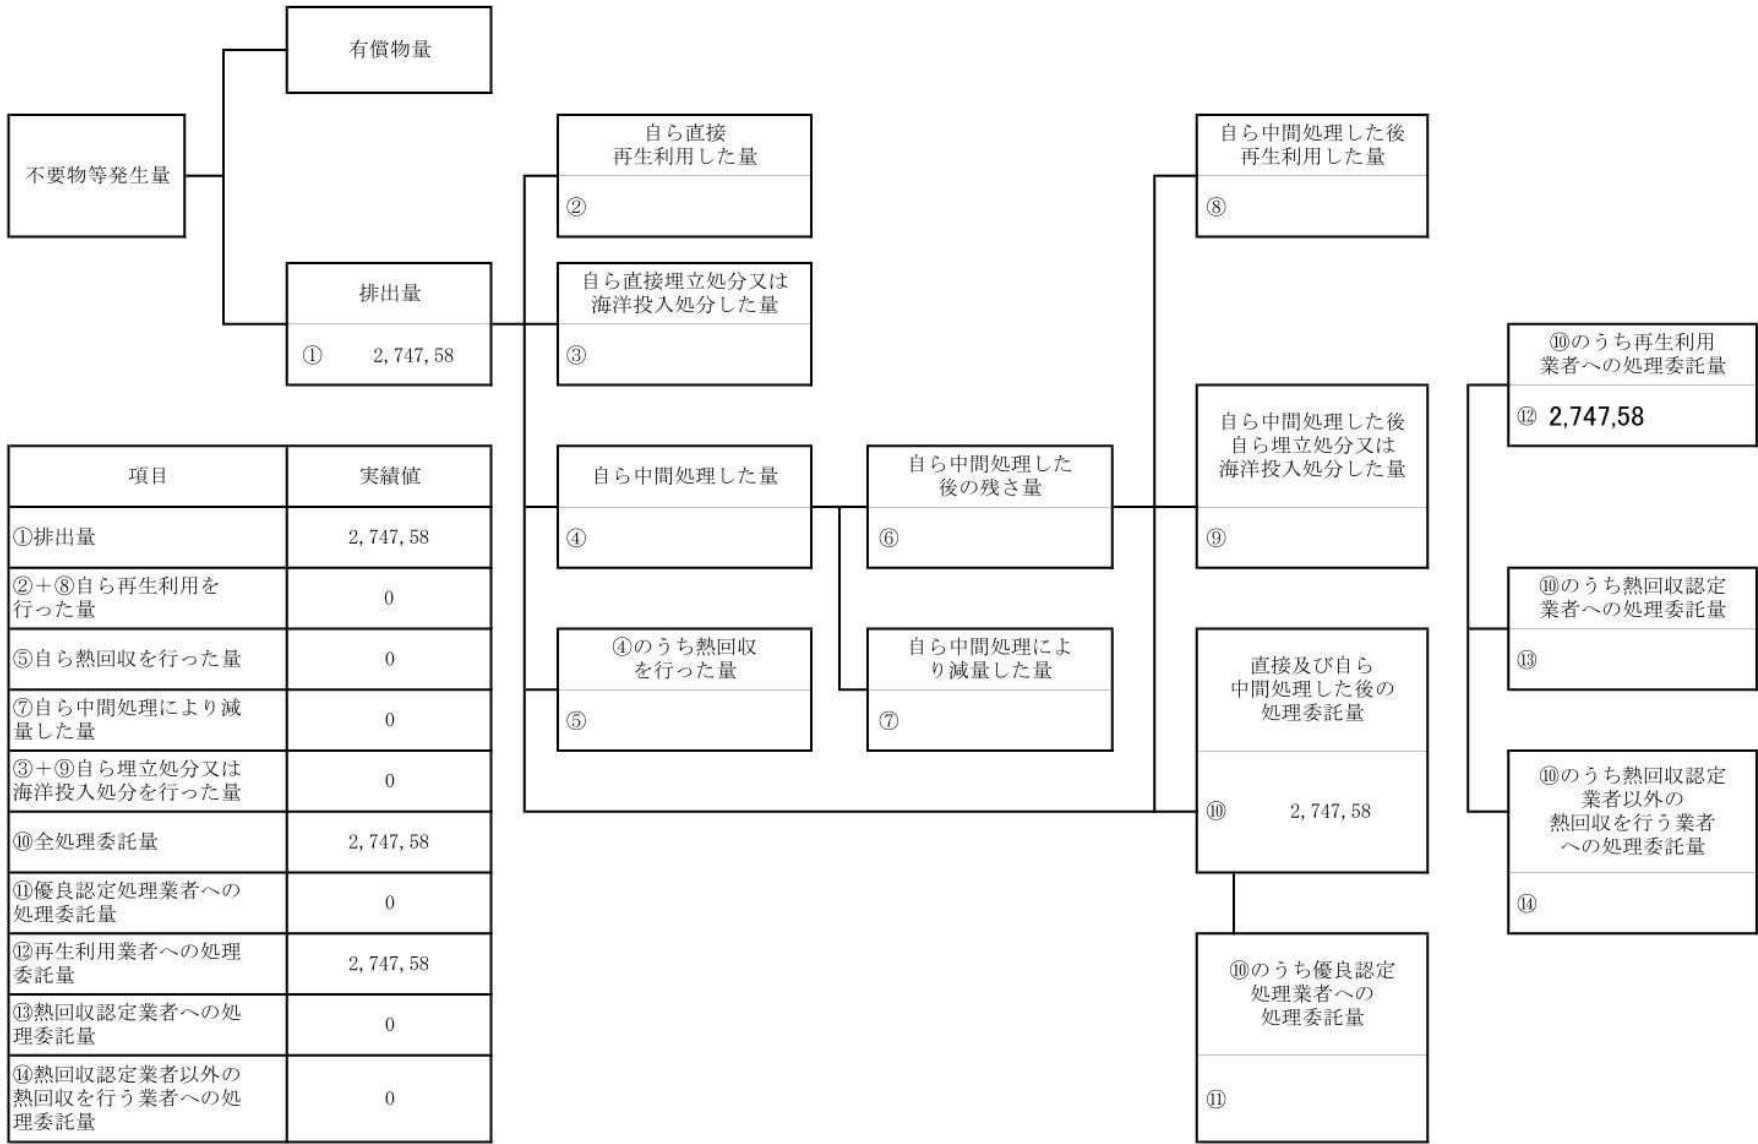 有償物量
不要物等発生量
排出量
① 2,747,58
自ら直接
再生利用した量
②
自ら直接埋立処分又は
海洋投入処分した量
③
自ら中間処理した量
④
④のうち熱回収
を行った量
⑤
自ら中間処理した
後の残さ量
⑥
自ら中間処理によ
り減量した量
⑦
自ら中間処理した後
再生利用した量
⑧
自ら中間処理した後
自ら埋立処分又は
海洋投入処分した量
⑨
直接及び自ら
中間処理した後の
処理委託量
⑩ 2,747,58
⑩のうち優良認定
処理業者への
処理委託量
⑪
⑩のうち再生利用
業者への処理委託量
⑫ 2,747,58
⑩のうち熱回収認定
業者への処理委託量
⑬
⑩のうち熱回収認定
業者以外の
熱回収を行う業者
への処理委託量
⑭
項目 実績値
①排出量 2,747,58
②＋⑧自ら再生利用を
行った量 0
⑤自ら熱回収を行った量 0
⑦自ら中間処理により減
量した量 0
③＋⑨自ら埋立処分又は
海洋投入処分を行った量 0
⑩全処理委託量 2,747,58
⑪優良認定処理業者への
処理委託量 0
⑫再生利用業者への処理
委託量 2,747,58
⑬熱回収認定業者への処
理委託量 0
⑭熱回収認定業者以外の
熱回収を行う業者への処
理委託量 0